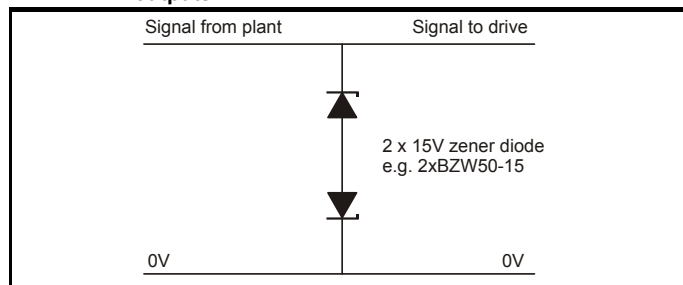 Signal from plant Signal to drive
2 x 15V zener diode
e.g. 2xBZW50-15
0V 0V